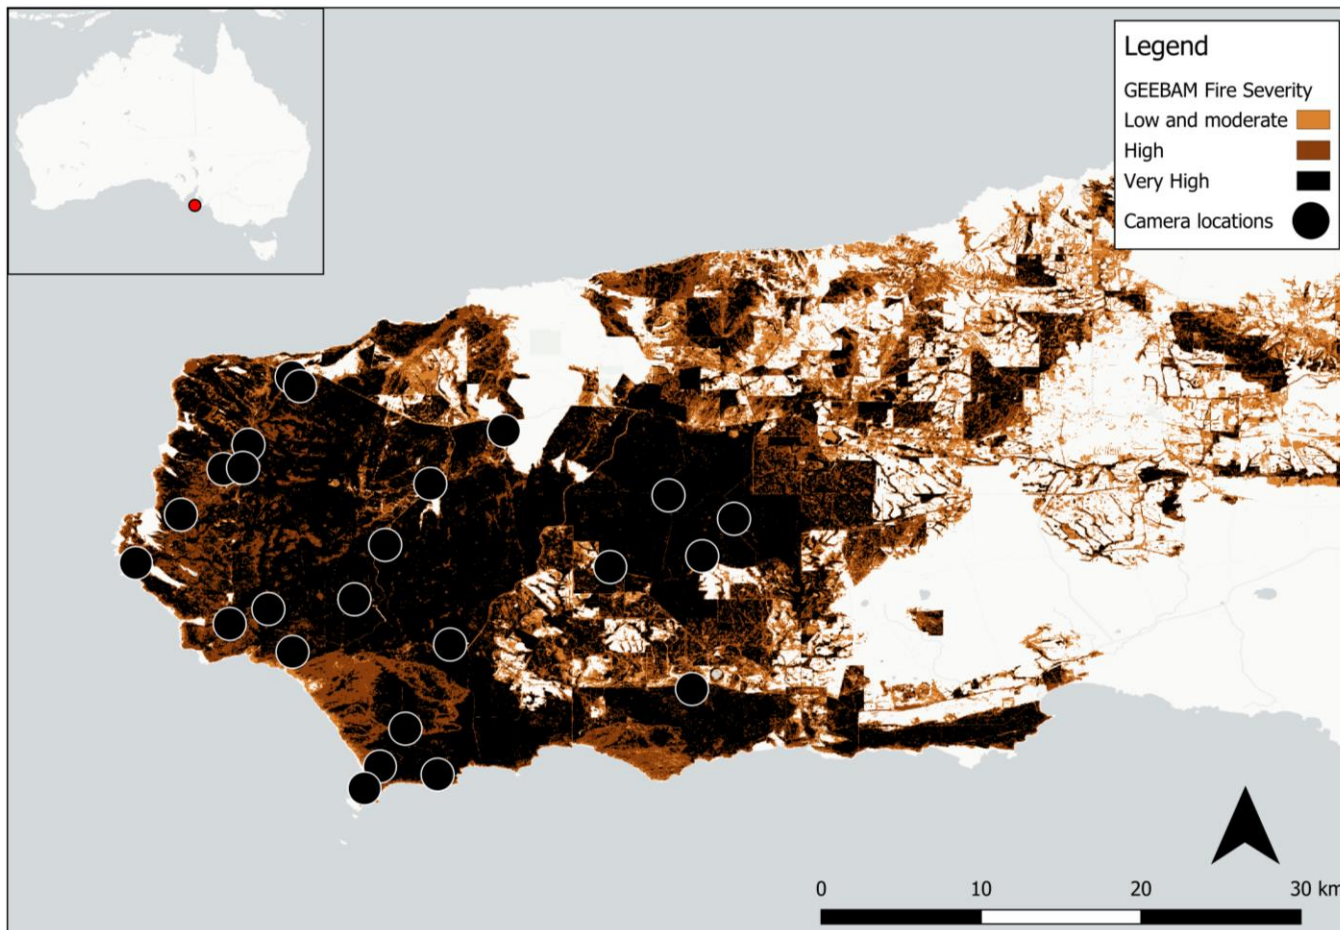 Legend
GEEBAM Fire Severity
Low and moderate
High
Very High
Camera locations
0 10 20 30 km